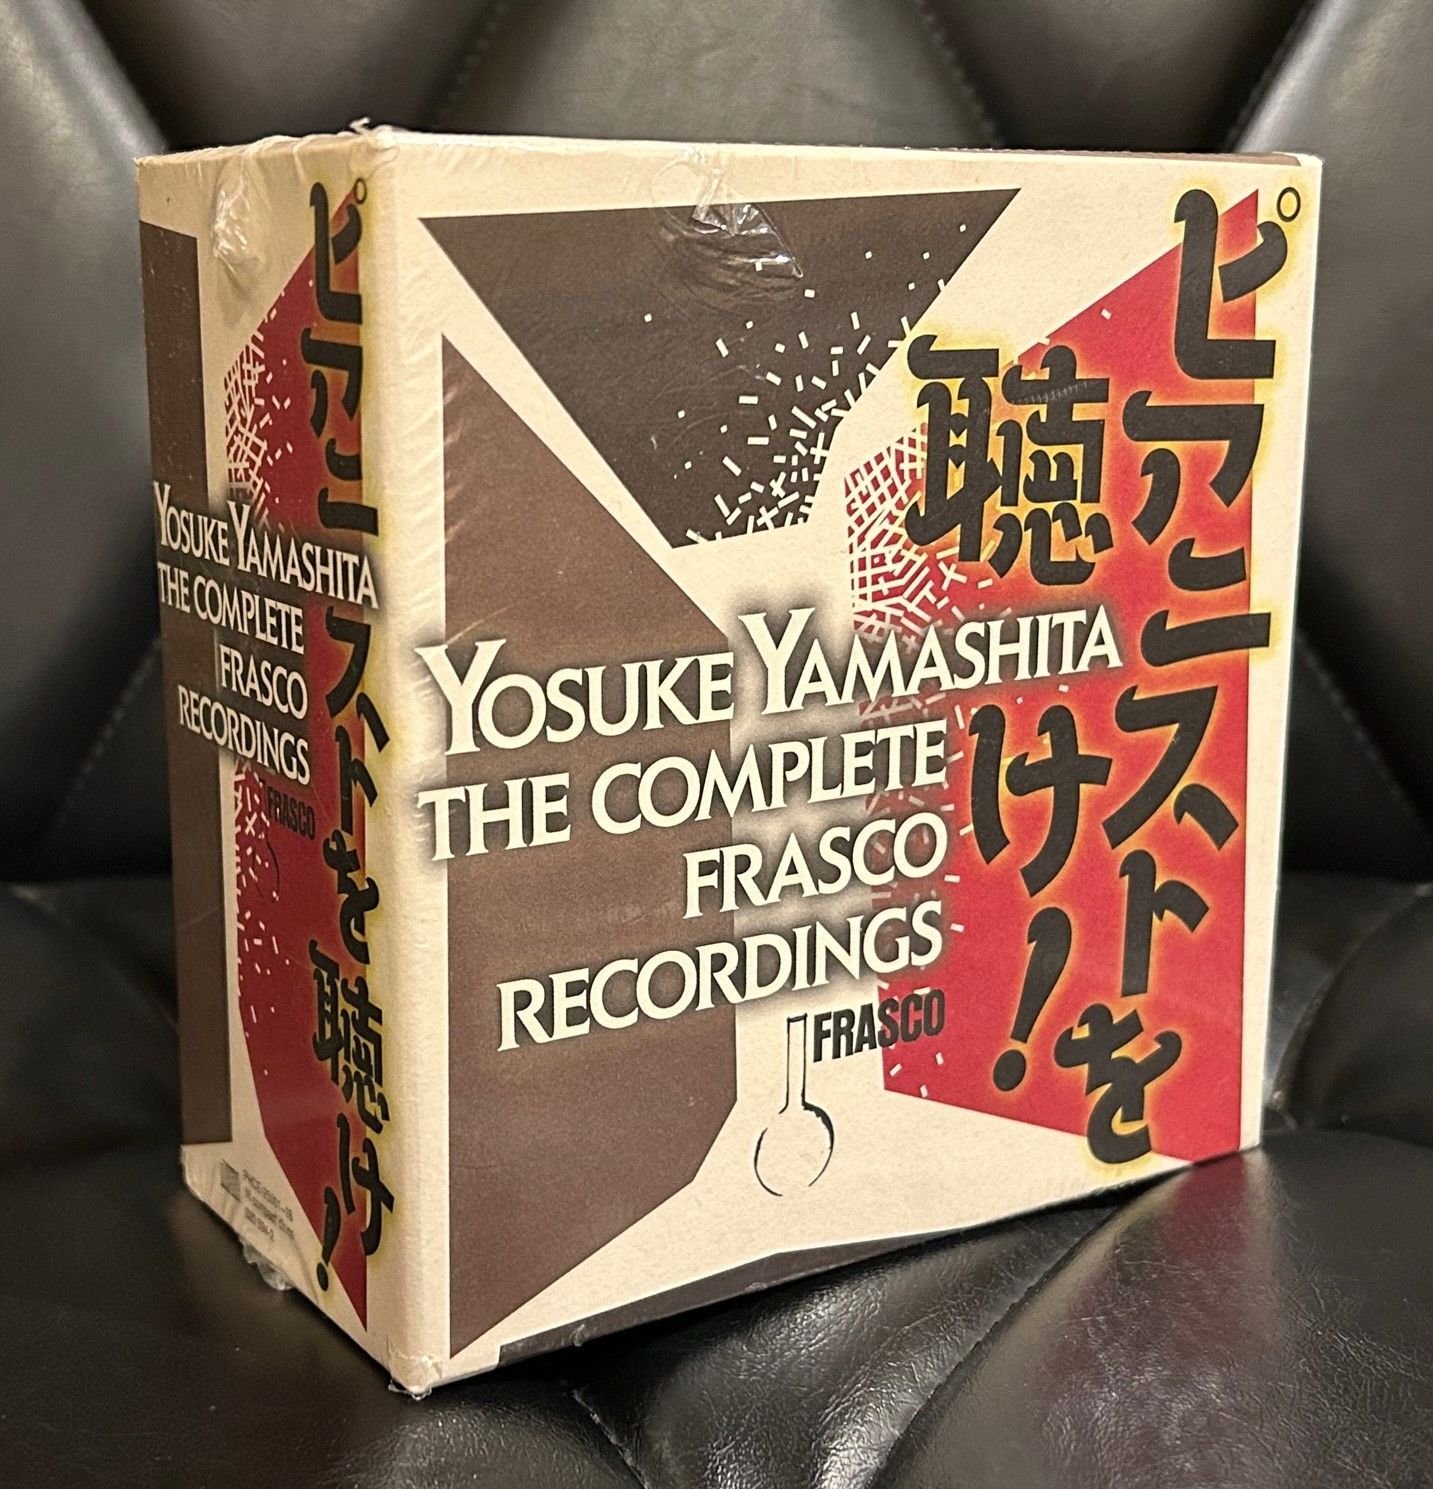 ピアニストを聴け!
YOSUKE YAMASHITA
THE COMPLETE
FRASCO
RECORDINGS
FRASCO
ピアニストを
聴け!
YOSUKE YAMASHITA
THE COMPLETE
FRASCO
RECORDINGS
FRASCO